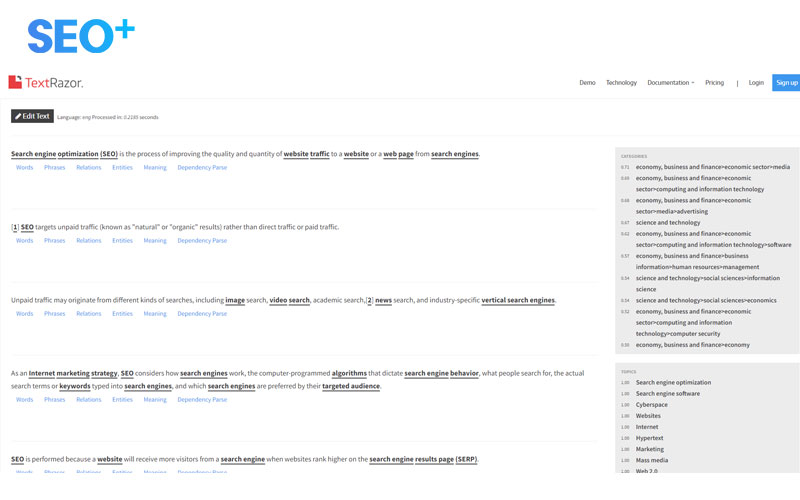 SEO+
TextRazor.
Demo Technology Documentation Pricing | Login Sign up
Edit Text Language: eng Processed in: 0.2195 seconds
Search engine optimization (SEO) is the process of improving the quality and quantity of website traffic to a website or a web page from search engines.
Words Phrases Relations Entities Meaning Dependency Parse
[1] SEO targets unpaid traffic (known as "natural" or "organic" results) rather than direct traffic or paid traffic.
Words Phrases Relations Entities Meaning Dependency Parse
Unpaid traffic may originate from different kinds of searches, including image search, video search, academic search,[2] news search, and industry-specific vertical search engines.
Words Phrases Relations Entities Meaning Dependency Parse
As an Internet marketing strategy, SEO considers how search engines work, the computer-programmed algorithms that dictate search engine behavior, what people search for, the actual
search terms or keywords typed into search engines, and which search engines are preferred by their targeted audience.
Words Phrases Relations Entities Meaning Dependency Parse
SEO is performed because a website will receive more visitors from a search engine when websites rank higher on the search engine results page (SERP).
Words Phrases Relations Entities Meaning Dependency Parse
CATEGORIES
0.71 economy, business and finance>economic sector>media
0.69 economy, business and finance>economic
sector>computing and information technology
0.68 economy, business and finance>economic
sector>media>advertising
0.67 science and technology
0.62 economy, business and finance>economic
sector>computing and information technology>software
0.57 economy, business and finance>business
information>human resources>management
0.54 science and technology>social sciences>information
science
0.54 science and technology>social sciences>economics
0.52 economy, business and finance>economic
sector>computing and information
technology>computer security
0.50 economy, business and finance>economy
TOPICS
1.00 Search engine optimization
1.00 Search engine software
1.00 Cyberspace
1.00 Websites
1.00 Internet
1.00 Hypertext
1.00 Marketing
1.00 Mass media
1.00 Web 2.0